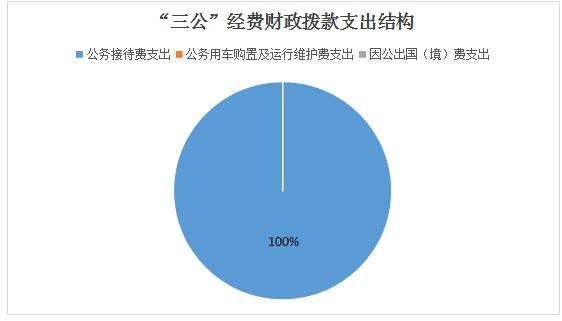 “三公”经费财政拨款支出结构
公务接待费支出 公务用车购置及运行维护费支出 因公出国（境）费支出
100%